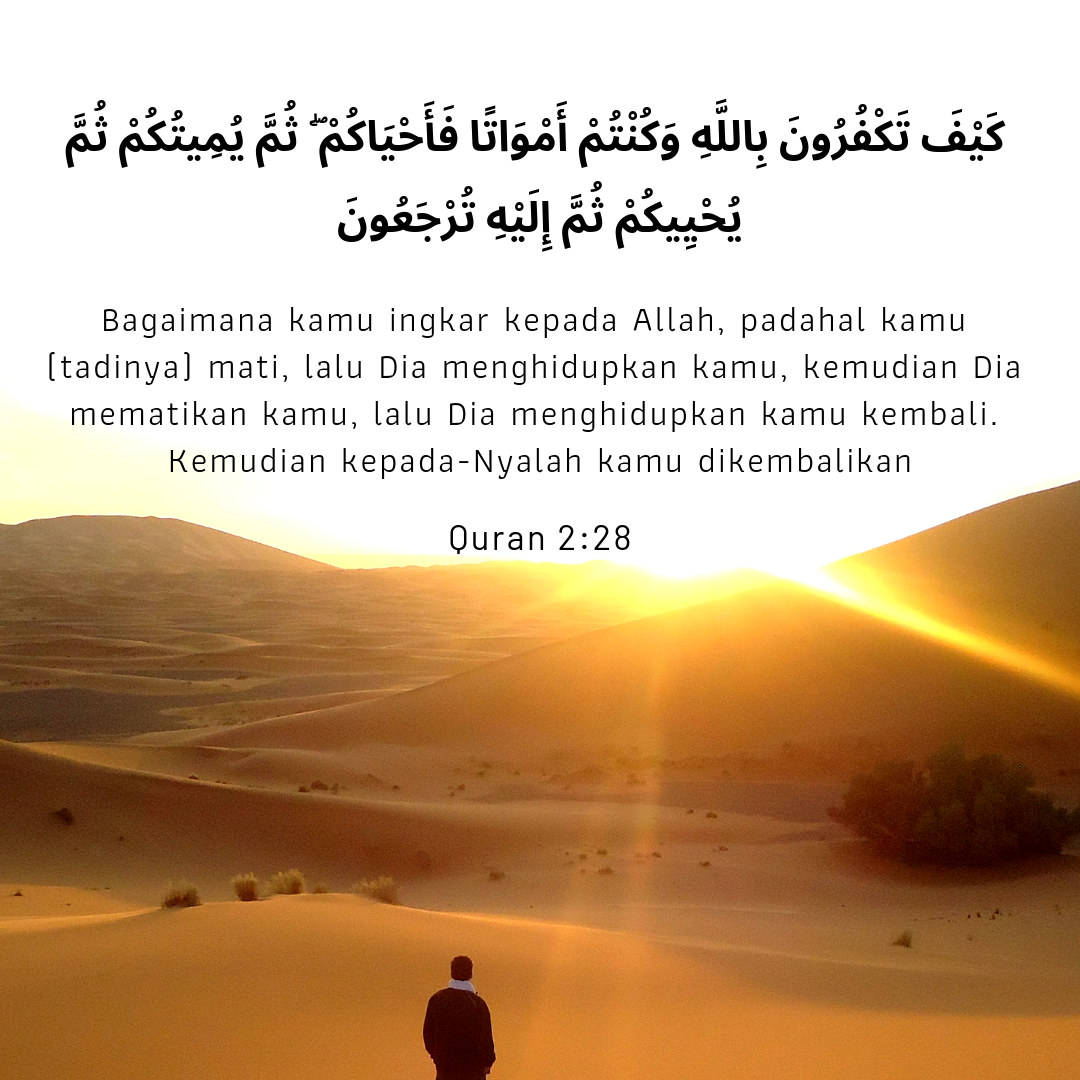 كَيْفَ تَكْفُرُونَ بِاللَّهِ وَكُنْتُمْ أَمْوَاتًا فَأَحْيَاكُمْ ۖ ثُمَّ يُمِيتُكُمْ ثُمَّ
يُحْيِيكُمْ ثُمَّ إِلَيْهِ تُرْجَعُونَ
Bagaimana kamu ingkar kepada Allah, padahal kamu
(tadinya) mati, lalu Dia menghidupkan kamu, kemudian Dia
mematikan kamu, lalu Dia menghidupkan kamu kembali.
Kemudian kepada-Nyalah kamu dikembalikan
Quran 2:28